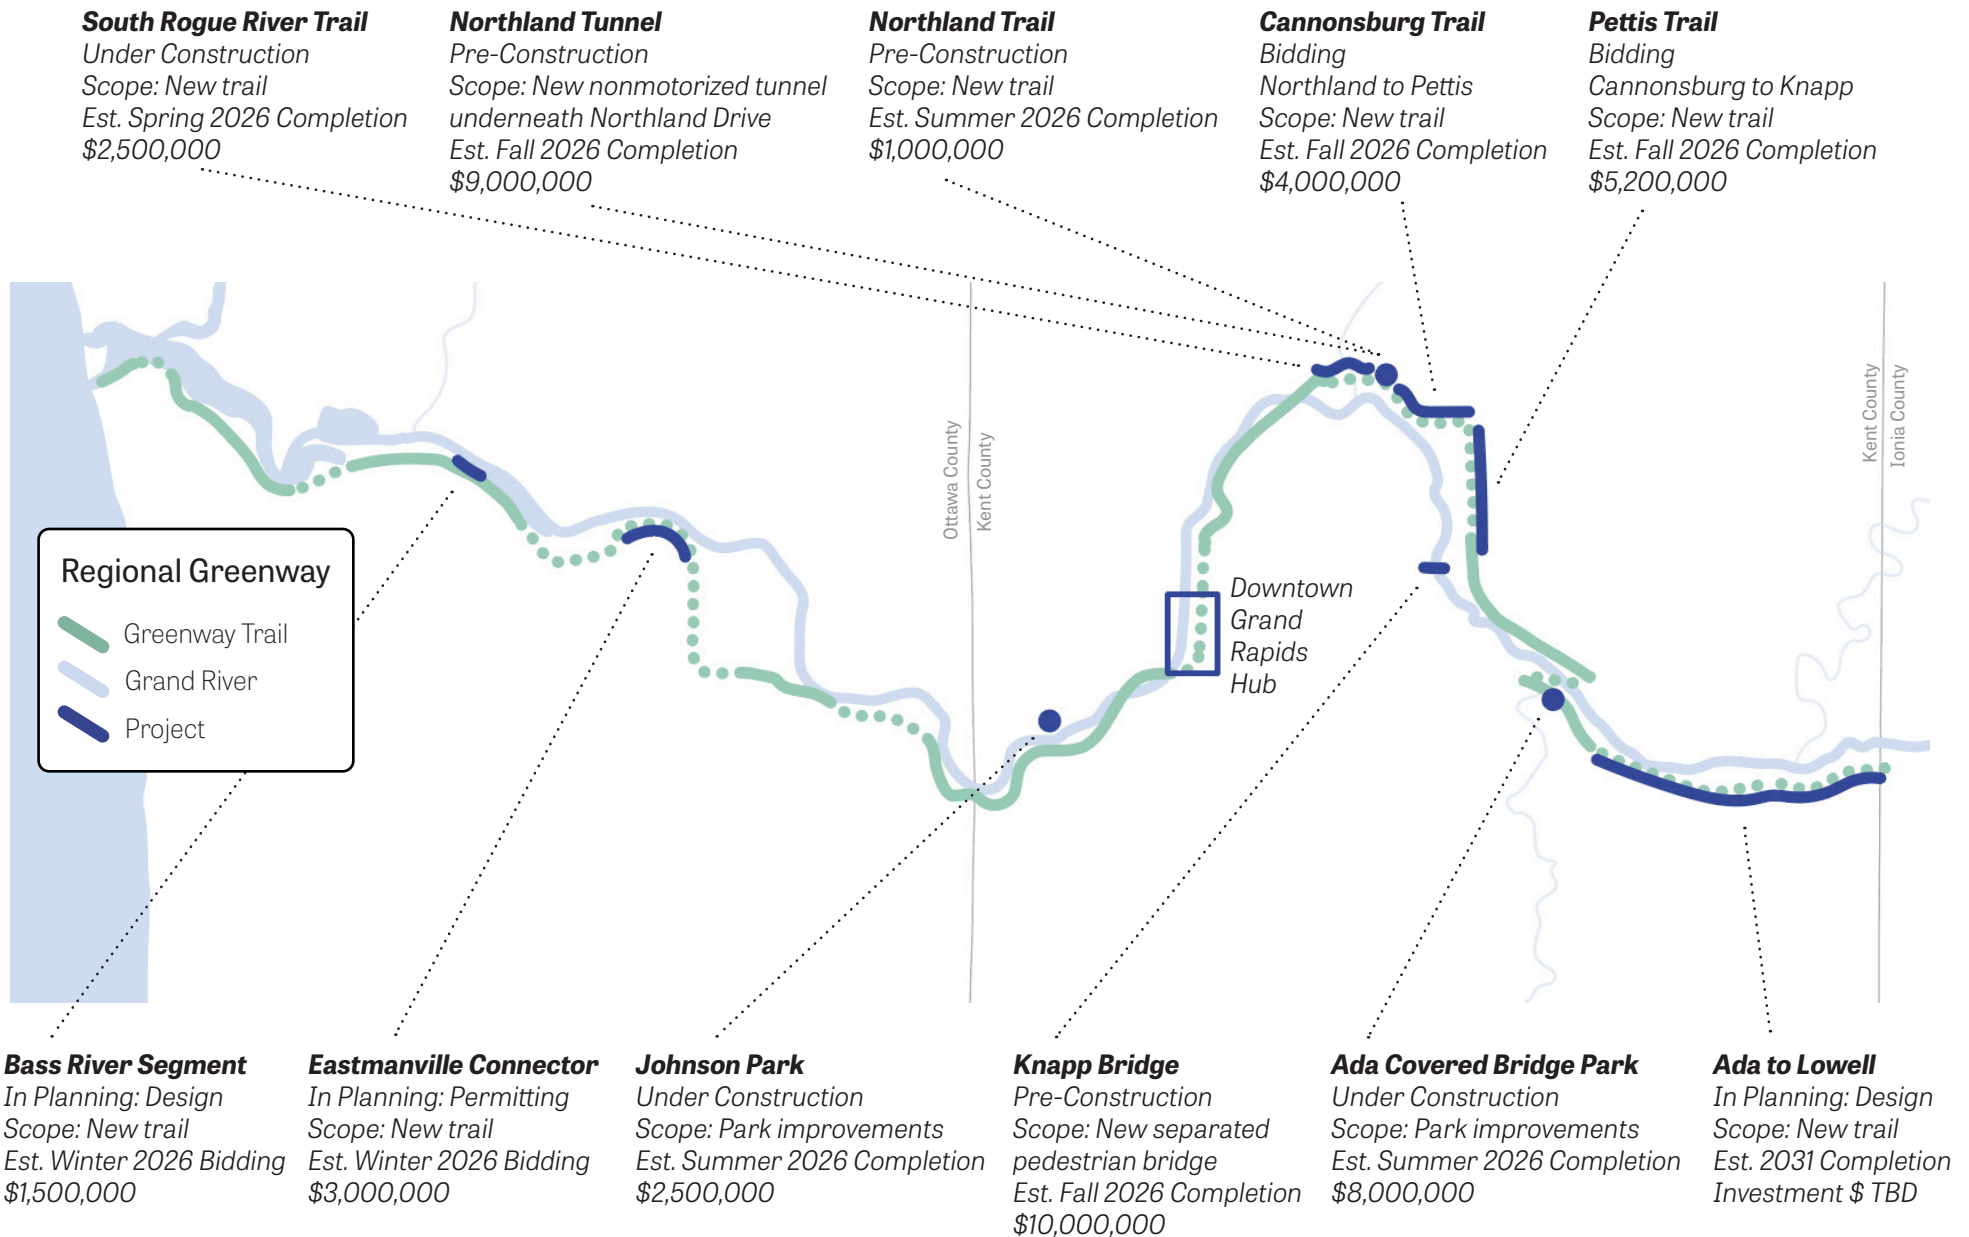 South Rogue River Trail
Under Construction
Scope: New trail
Est. Spring 2026 Completion
$2,500,000
Northland Tunnel
Pre-Construction
Scope: New nonmotorized tunnel
underneath Northland Drive
Est. Fall 2026 Completion
$9,000,000
Northland Trail
Pre-Construction
Scope: New trail
Est. Summer 2026 Completion
$1,000,000
Cannonsburg Trail
Bidding
Northland to Pettis
Scope: New trail
Est. Fall 2026 Completion
$4,000,000
Pettis Trail
Bidding
Cannonsburg to Knapp
Scope: New trail
Est. Fall 2026 Completion
$5,200,000
Ottawa County
Kent County
Kent County
Ionia County
Regional Greenway
Greenway Trail
Grand River
Project
Downtown
Grand
Rapids
Hub
Bass River Segment
In Planning: Design
Scope: New trail
Est. Winter 2026 Bidding
$1,500,000
Eastmanville Connector
In Planning: Permitting
Scope: New trail
Est. Winter 2026 Bidding
$3,000,000
Johnson Park
Under Construction
Scope: Park improvements
Est. Summer 2026 Completion
$2,500,000
Knapp Bridge
Pre-Construction
Scope: New separated
pedestrian bridge
Est. Fall 2026 Completion
$10,000,000
Ada Covered Bridge Park
Under Construction
Scope: Park improvements
Est. Summer 2026 Completion
$8,000,000
Ada to Lowell
In Planning: Design
Scope: New trail
Est. 2031 Completion
Investment $ TBD